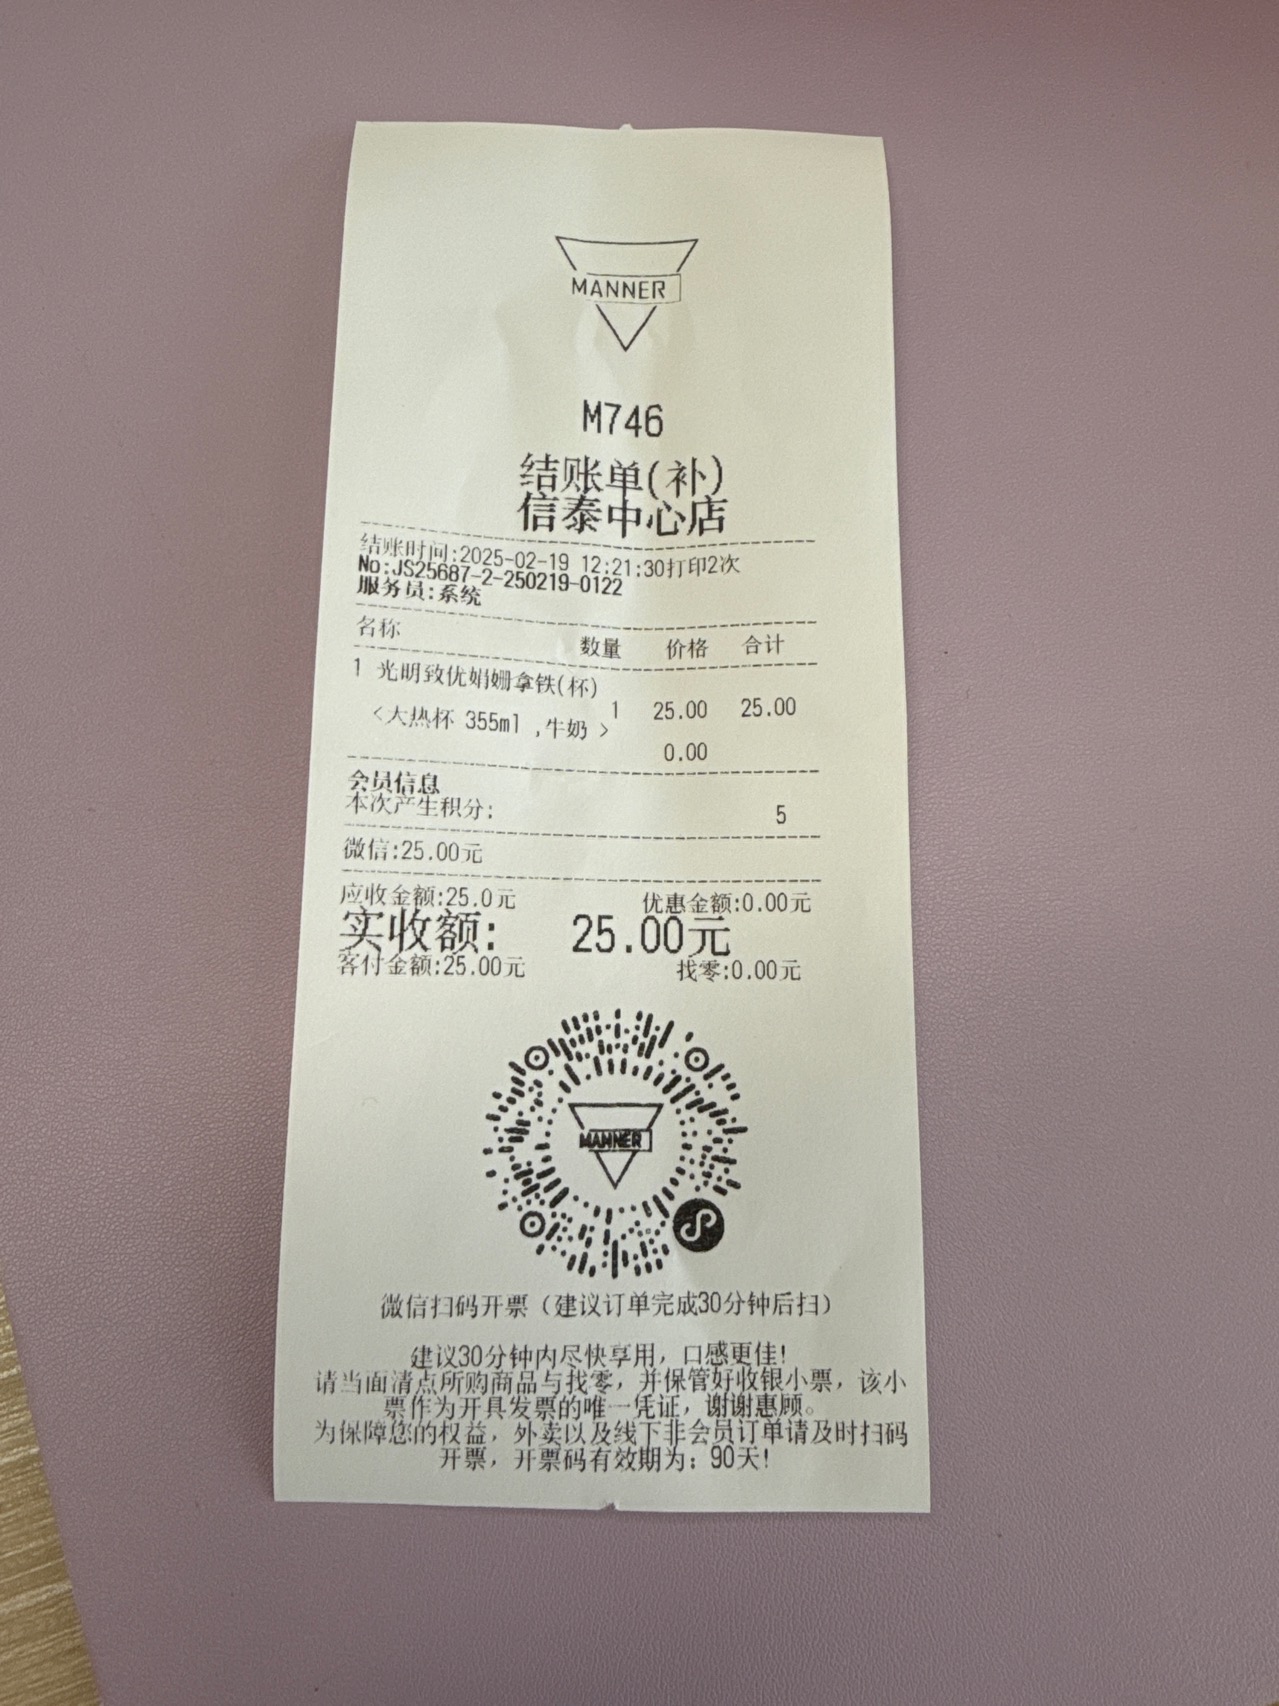 MANNER
M746
结账单(补)
信泰中心店
结账时间:2025-02-19 12:21:30打印2次
No:JS25687-2-250219-0122
服务员:系统
名称 数量 价格 合计
1 光明致优娟姗拿铁(杯)
1 25.00 25.00
<大热杯 355ml ,牛奶 >
0.00
会员信息
本次产生积分: 5
微信:25.00元
应收金额:25.0元 优惠金额:0.00元
实收额: 25.00元
客付金额:25.00元 找零:0.00元
MANNER
微信扫码开票（建议订单完成30分钟后扫）
建议30分钟内尽快享用，口感更佳!
请当面清点所购商品与找零，并保管好收银小票，该小
票作为开具发票的唯一凭证，谢谢惠顾。
为保障您的权益，外卖以及线下非会员订单请及时扫码
开票，开票码有效期为：90天!